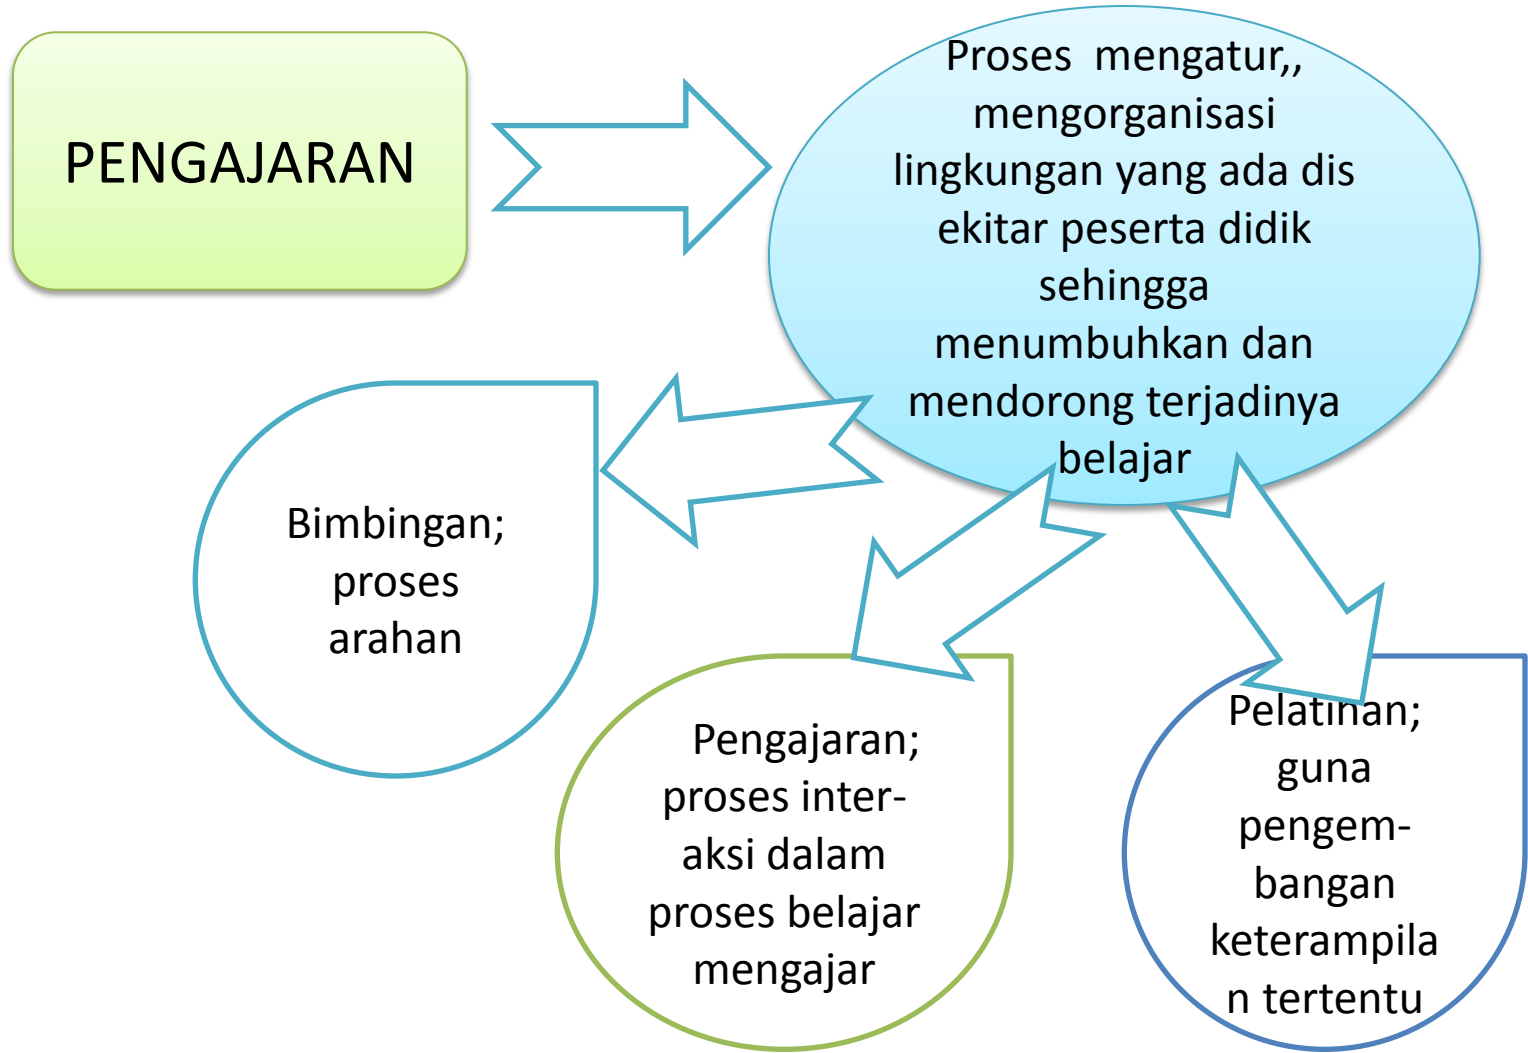 PENGAJARAN
Proses  mengatur,,
mengorganisasi
lingkungan yang ada dis
ekitar peserta didik
sehingga
menumbuhkan dan
mendorong terjadinya
belajar
Bimbingan;
proses
arahan
Pengajaran;
proses inter-
aksi dalam
proses belajar
mengajar
Pelatihan;
guna
pengem-
bangan
keterampila
n tertentu